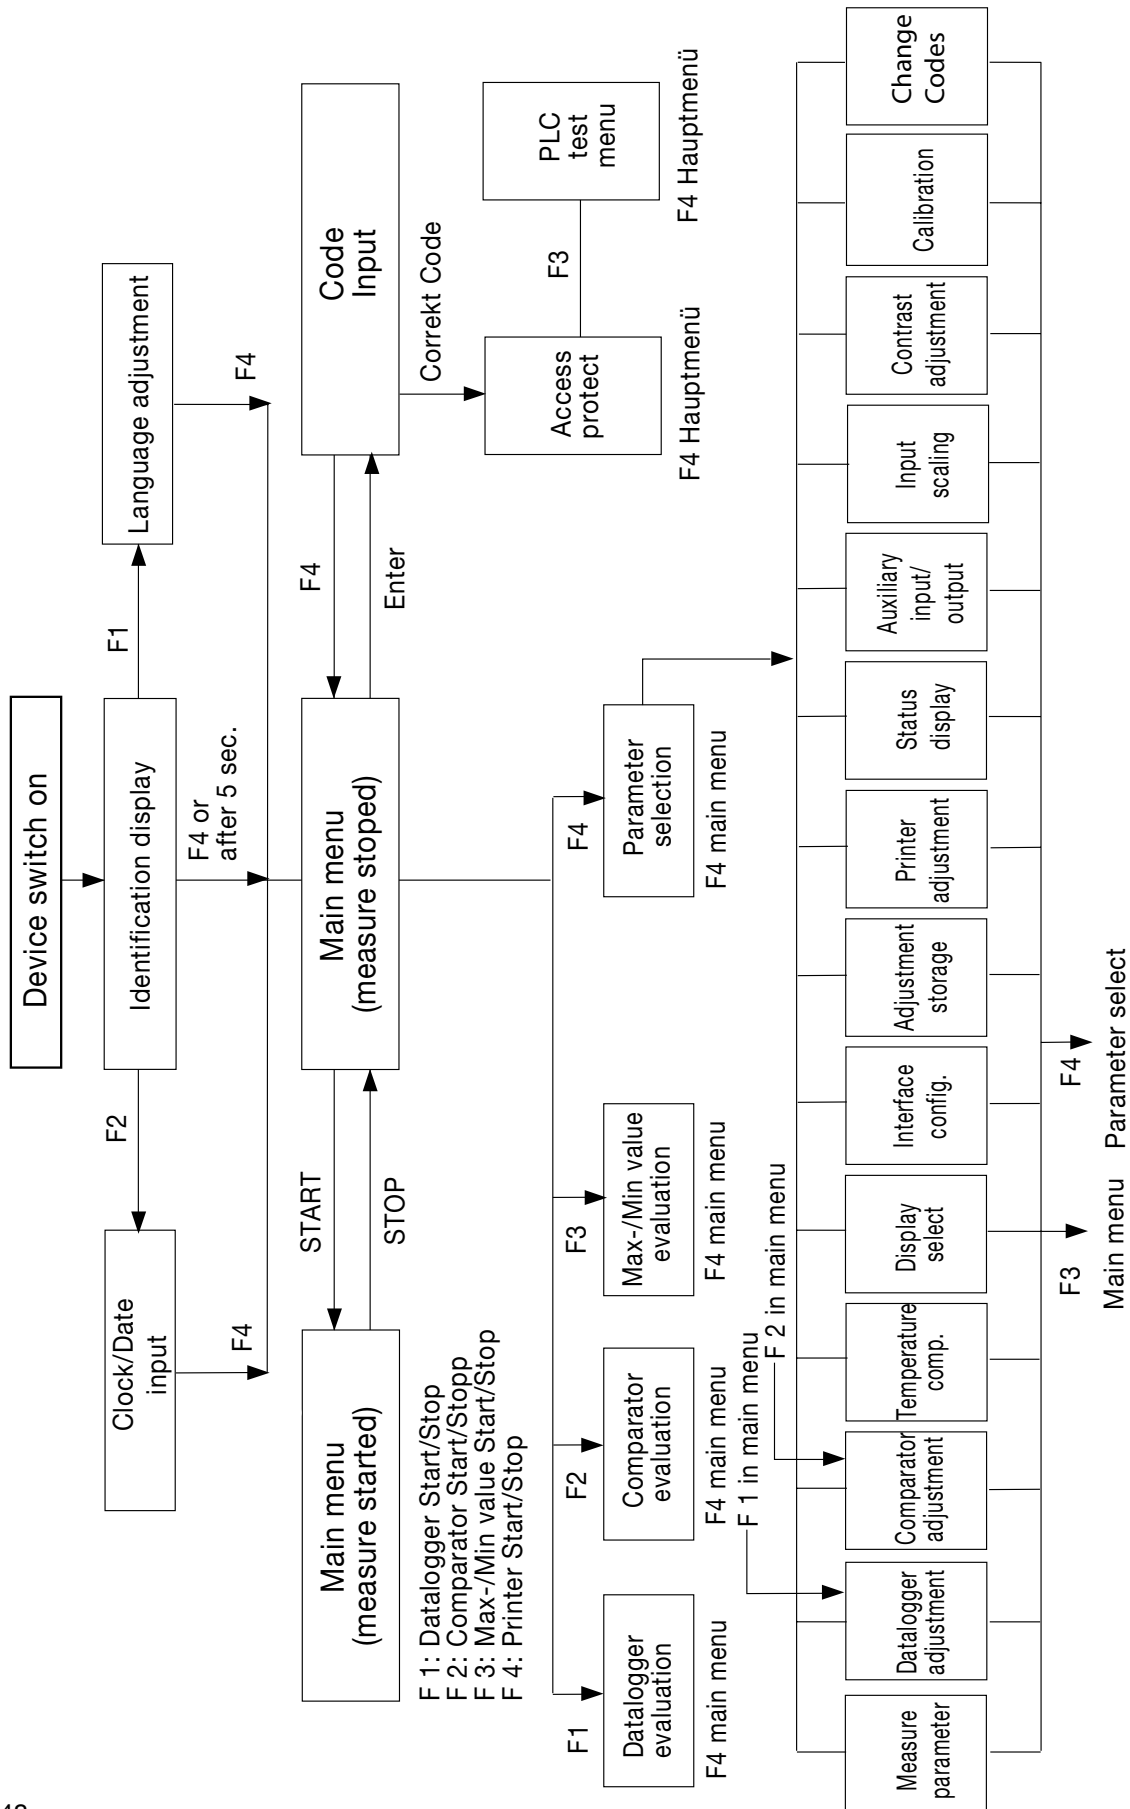 Device switch on
F2
Identification display
F1
Clock/Date
input
Language adjustment
F4
F4 or
after 5 sec.
F4
Main menu
(measure started)
START
STOP
Main menu
(measure stoped)
F4
Enter
Code
Input
F 1: Datalogger Start/Stop
F 2: Comparator Start/Stopp
F 3: Max-/Min value Start/Stop
F 4: Printer Start/Stop
Correkt Code
Access
protect
F3
PLC
test
menu
F4 Hauptmenü
F4 Hauptmenü
F1
F2
F3
F4
Datalogger
evaluation
Comparator
evaluation
Max-/Min value
evaluation
Parameter
selection
F4 main menu
F4 main menu
F4 main menu
F4 main menu
F 1 in main menu
F 2 in main menu
Measure
parameter
Datalogger
adjustment
Comparator
adjustment
Temperature
comp.
Display
select
Interface
config.
Adjustment
storage
Printer
adjustment
Status
display
Auxiliary
input/
output
Input
scaling
Contrast
adjustment
Calibration
Change
Codes
F3
F4
Main menu
Parameter select